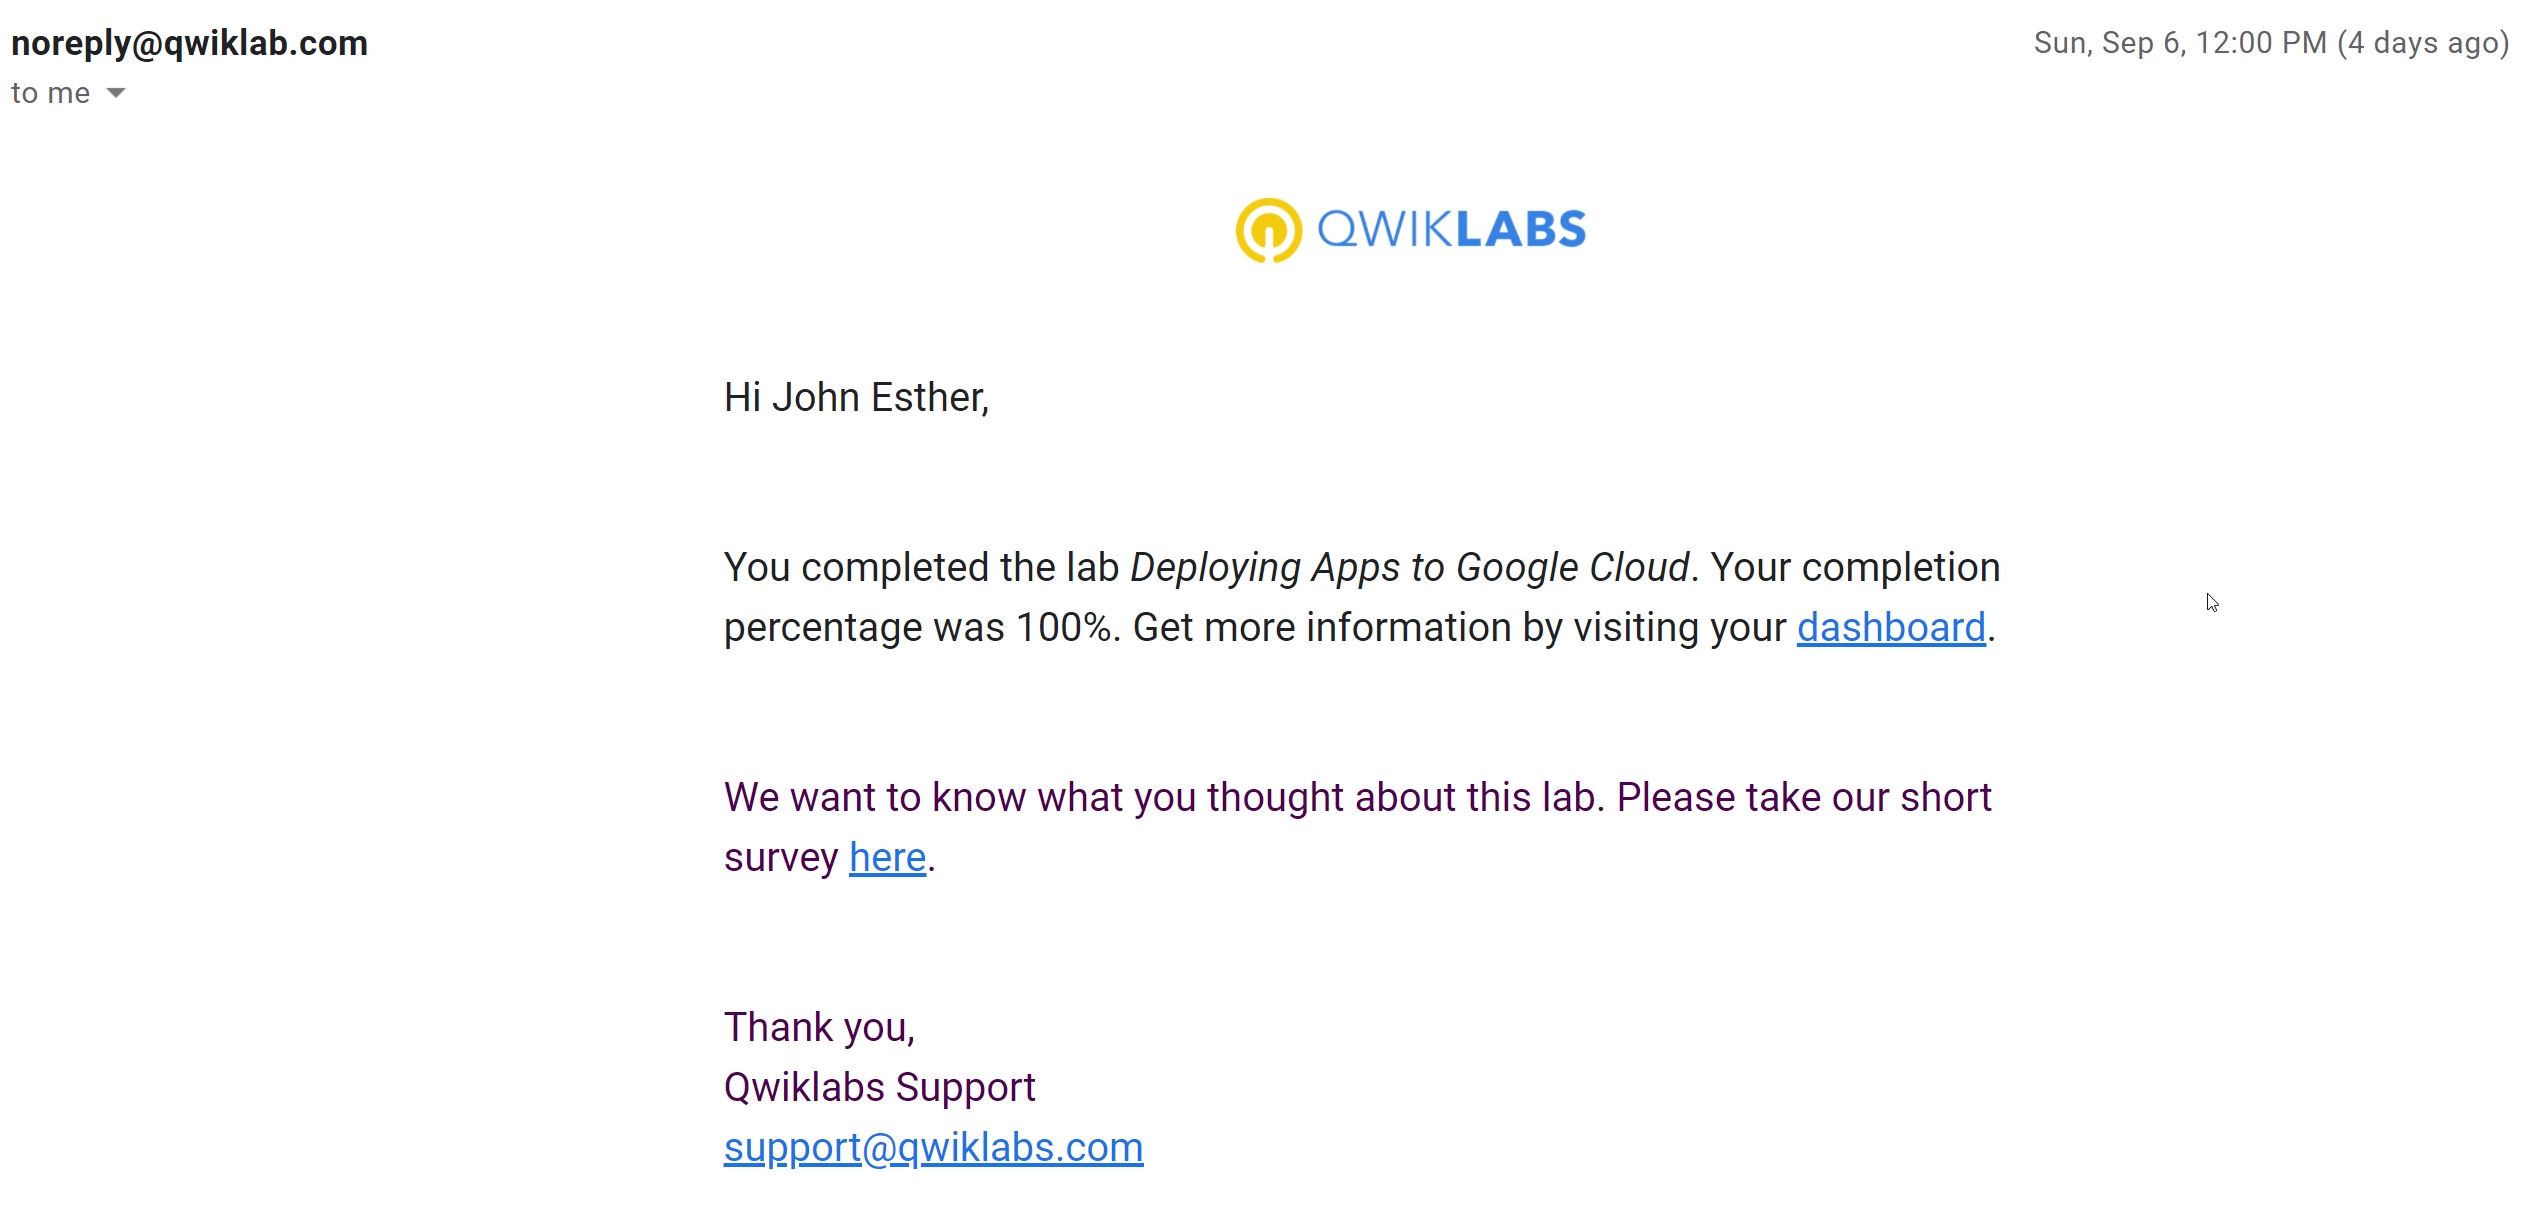 noreply@qwiklab.com
Sun, Sep 6, 12:00 PM (4 days ago)
to me
QWIKLABS
Hi John Esther,
You completed the lab Deploying Apps to Google Cloud. Your completion
percentage was 100%. Get more information by visiting your dashboard.
We want to know what you thought about this lab. Please take our short
survey here.
Thank you,
Qwiklabs Support
support@qwiklabs.com